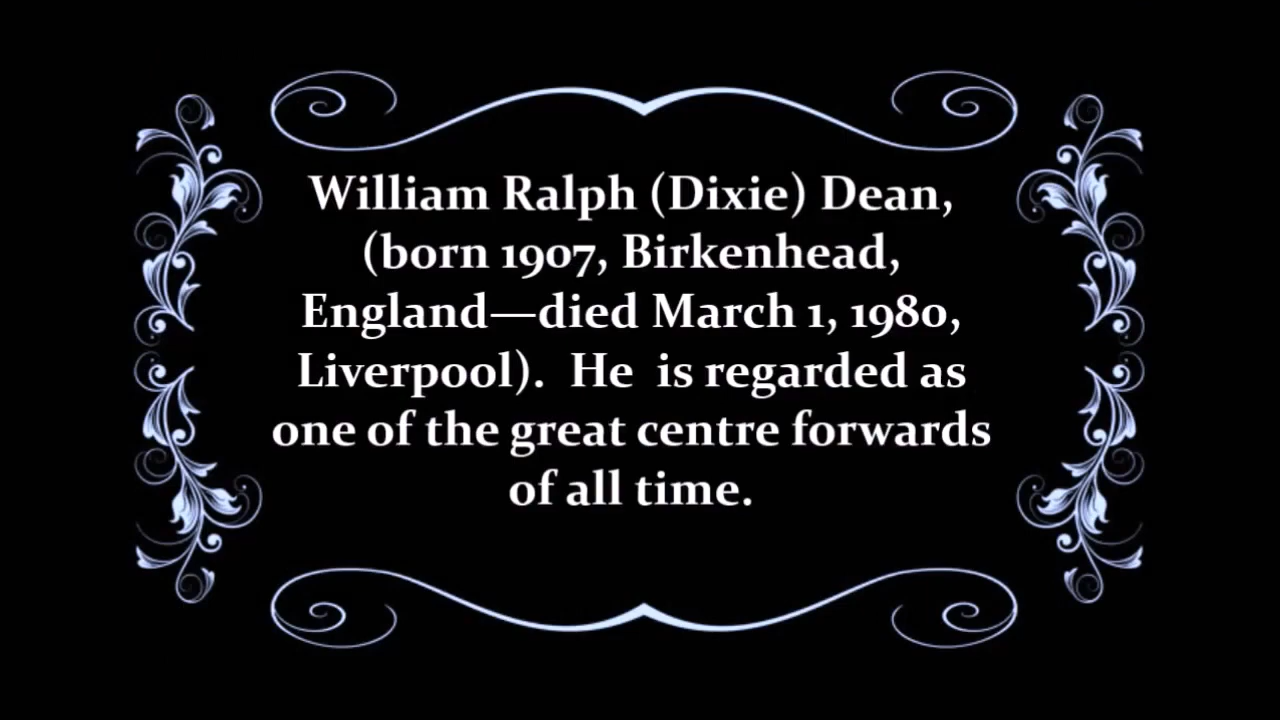 William Ralph (Dixie) Dean,
(born 1907, Birkenhead,
England—died March 1, 1980,
Liverpool).  He  is regarded as
one of the great centre forwards
of all time.